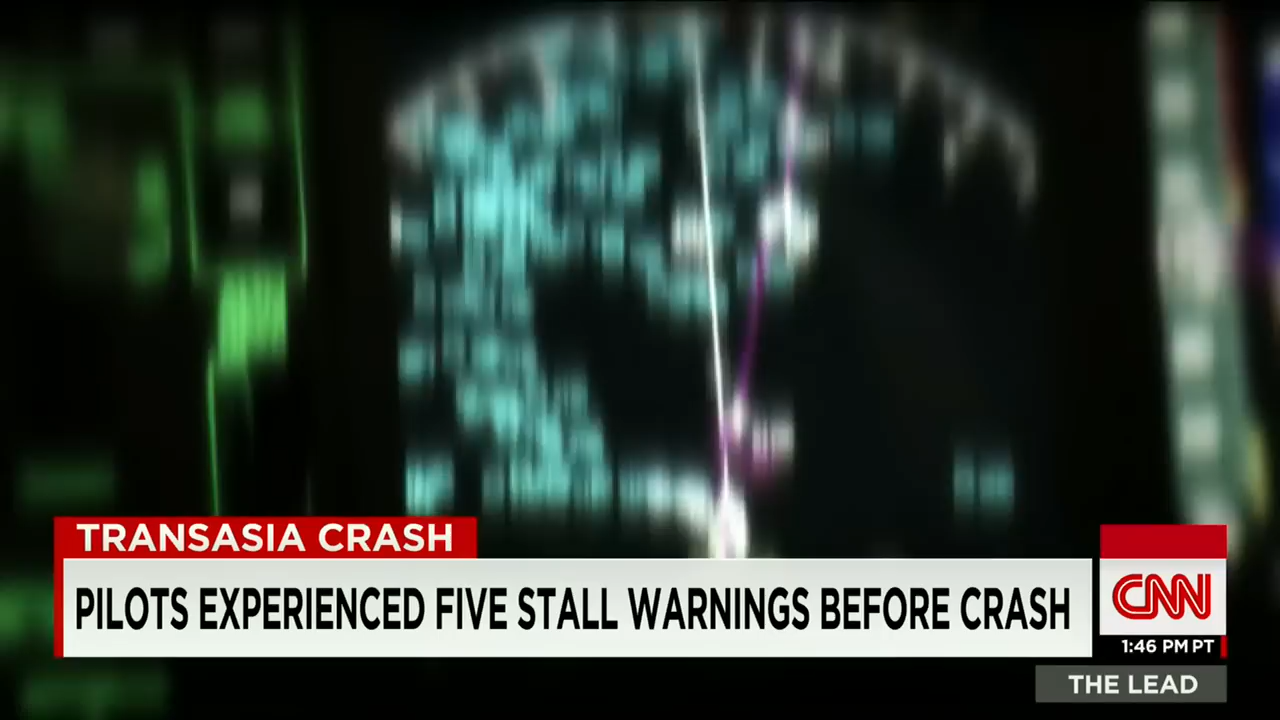 TRANSASIA CRASH
PILOTS EXPERIENCED FIVE STALL WARNINGS BEFORE CRASH
CNN
1:46 PM PT
THE LEAD